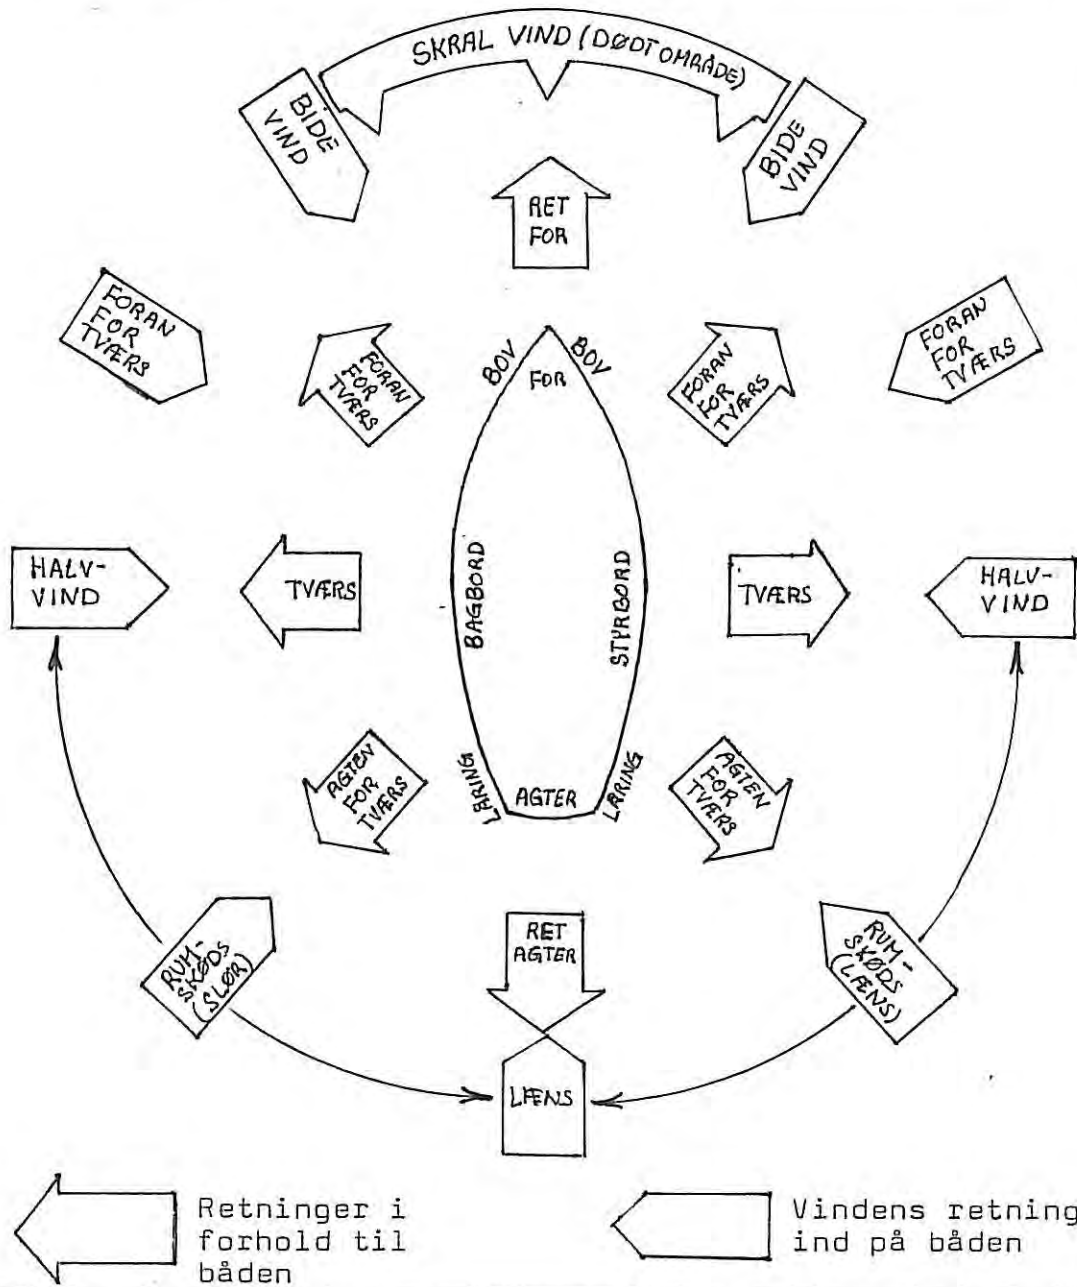 SKRAL VIND (DØDT OMRÅDE)
BIDE
VIND
BIDE
VIND
RET
FOR
FORAN
FOR
TVÆRS
FORAN
FOR
TVÆRS
BOV
BOV
FOR
FORAN
FOR
TVÆRS
FORAN
FOR
TVÆRS
HALV-
VIND
TVÆRS
BAGBORD
STYRBORD
TVÆRS
HALV-
VIND
AGTEN
FOR
TVÆRS
LÅRING
AGTER
LÅRING
AGTEN
FOR
TVÆRS
RUM-
SKØDS
(SLØR)
RET
AGTER
RUM-
SKØDS
(LÆNS)
LÆNS
Retninger i
forhold til
båden
Vindens retning
ind på båden